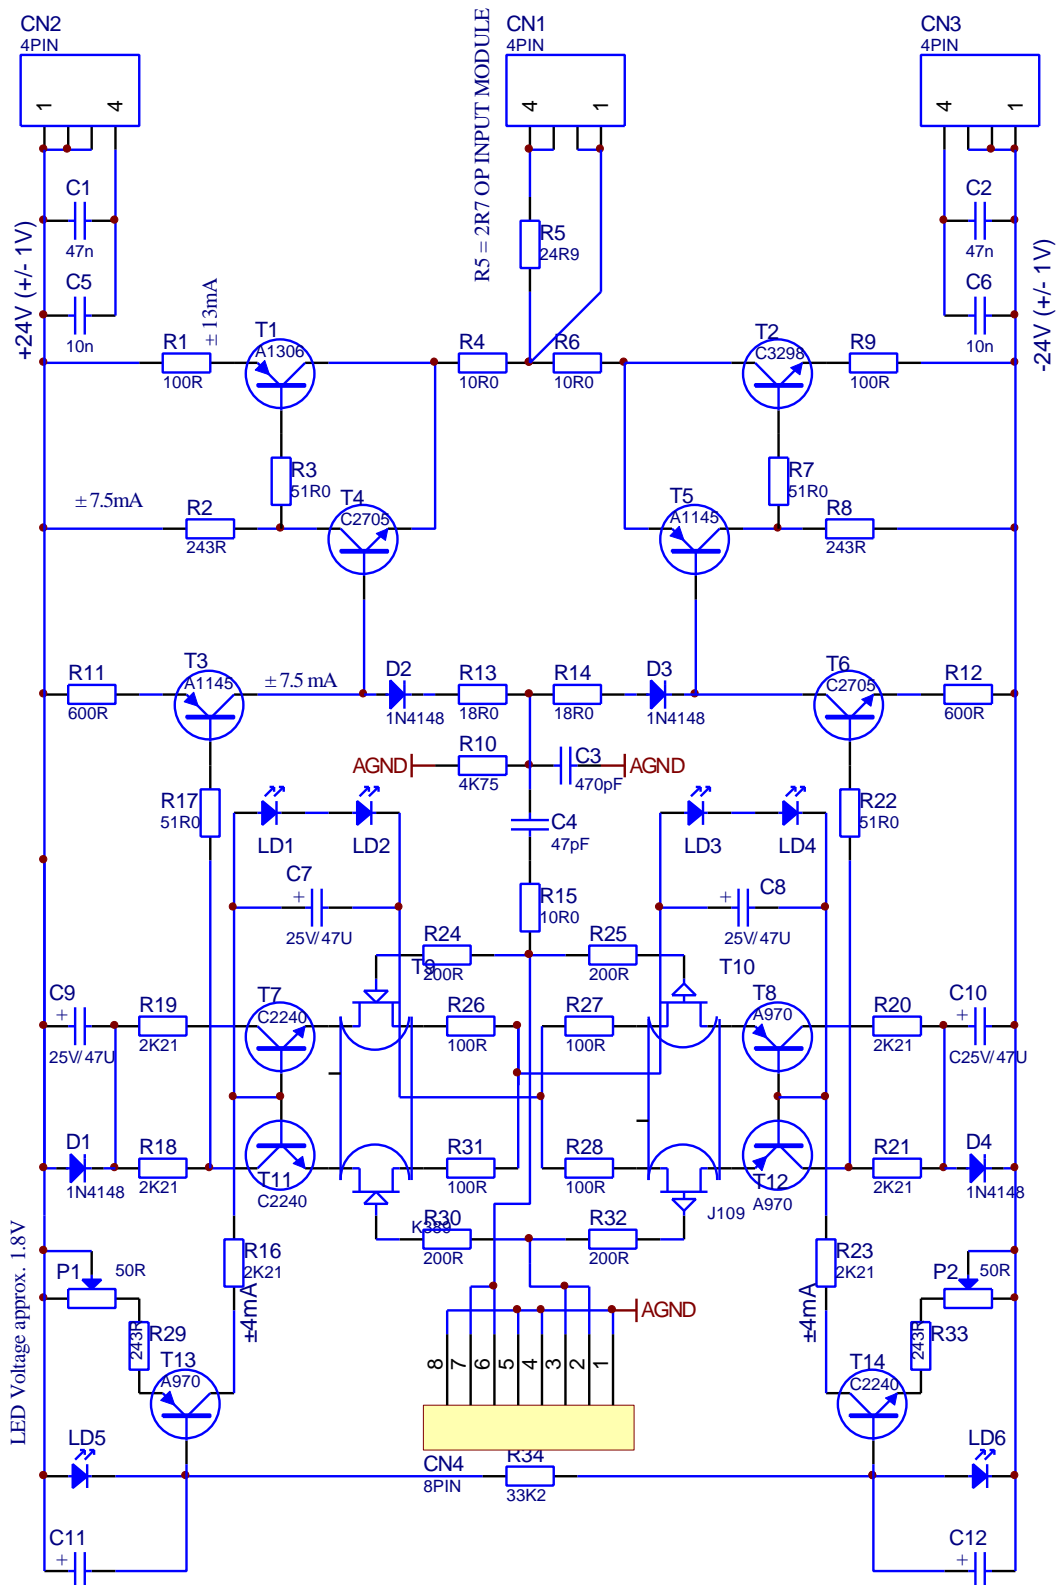 CN2
4PIN
1
4
CN1
4PIN
4
1
CN3
4PIN
4
1
R5 = 2R7 OP INPUT MODULE
+24V (+/- 1V)
-24V (+/- 1V)
C1
47n
C5
10n
C2
47n
C6
10n
R5
24R9
±13mA
R1
100R
T1
A1306
R4
10R0
R6
10R0
T2
C3298
R9
100R
R3
51R0
R7
51R0
±7.5mA
R2
243R
T4
C2705
T5
A1145
R8
243R
R11
600R
T3
A1145
±7.5 mA
D2
1N4148
R13
18R0
R14
18R0
D3
1N4148
T6
C2705
R12
600R
AGND
R10
4K75
C3
470pF
AGND
R17
51R0
LD1
LD2
C4
47pF
LD3
LD4
R22
51R0
C7
+
25V/47U
R15
10R0
C8
+
25V/47U
R24
200R
R25
200R
T9
T10
C9
+
25V/47U
R19
2K21
T7
C2240
R26
100R
R27
100R
T8
A970
R20
2K21
C10
+
C25V/47U
D1
1N4148
R18
2K21
T11
C2240
R31
100R
R28
100R
T12
A970
R21
2K21
D4
1N4148
K389
J109
R30
200R
R32
200R
LED Voltage approx. 1.8V
P1
50R
R16
2K21
±4mA
R23
2K21
±4mA
P2
50R
AGND
R29
243R
R33
243R
T13
A970
T14
C2240
8
7
6
5
4
3
2
1
LD5
CN4
8PIN
R34
33K2
LD6
C11
+
C12
+